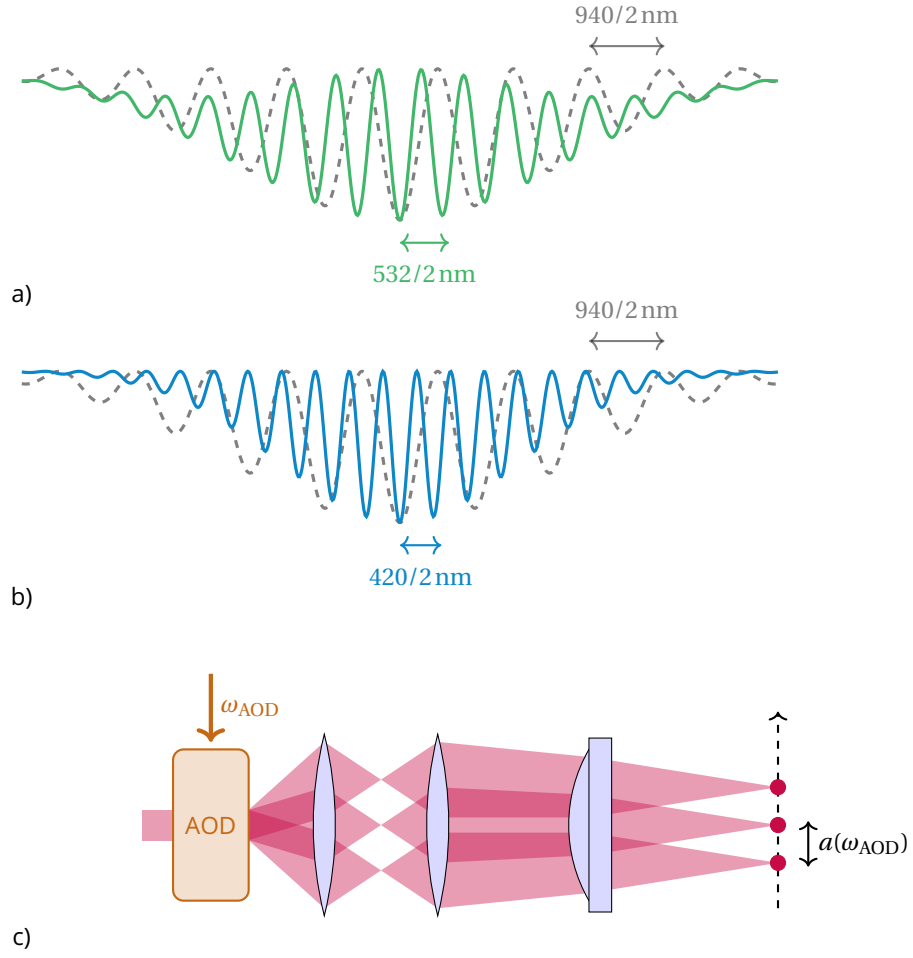 940/2 nm
532/2 nm
a)
940/2 nm
420/2 nm
b)
ω_AOD
AOD
a(ω_AOD)
c)